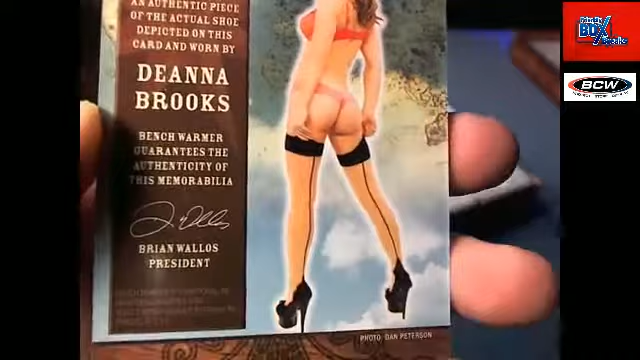 AN AUTHENTIC PIECE
OF THE ACTUAL SHOE
DEPICTED ON THIS
CARD AND WORN BY
DEANNA
BROOKS
BENCH WARMER
GUARANTEES THE
AUTHENTICITY OF
THIS MEMORABILIA
BRIAN WALLOS
PRESIDENT
PHOTO: DAN PETERSON
BOX
BCW